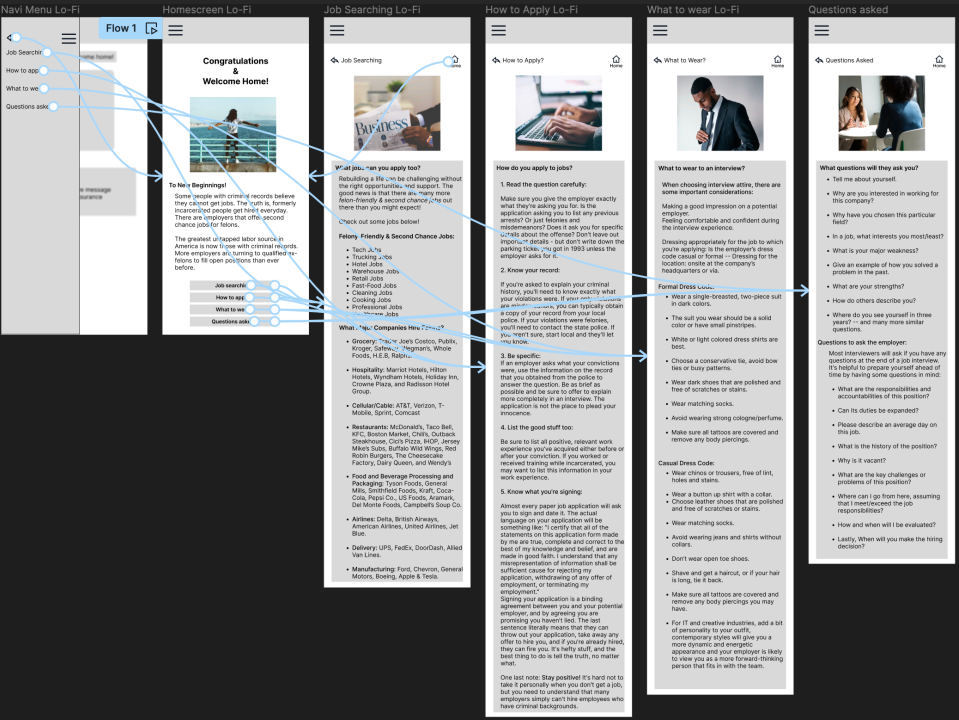 Navi Menu Lo-Fi
Job Searchin
How to app
What to we
Questions aske
Flow 1
me home!
e message
surance
Homescreen Lo-Fi
Congratulations
&
Welcome Home!
To New Beginnings!
Some people with criminal records believe
they cannot get jobs. The truth is, formerly
incarcerated people get hired everyday.
There are employers that offer second
chance jobs for felons.
The greatest untapped labor source in
America is now those with criminal records.
More employers are turning to qualified ex-
felons to fill open positions than ever
before.
Job searchi
How to app
What to we
Questions aske
Job Searching Lo-Fi
Job Searching
Home
Business
What jobs can you apply too?
Rebuilding a life can be challenging without
the right opportunities and support. The
good news is that there are many more
felon-friendly & second chance jobs out
there than you might expect!
Check out some jobs below!
Felony-Friendly & Second Chance Jobs:
• Tech Jobs
• Trucking Jobs
• Hotel Jobs
• Warehouse Jobs
• Retail Jobs
• Fast-Food Jobs
• Cleaning Jobs
• Cooking Jobs
• Professional Jobs
• Jobs
What Major Companies Hire Felons?
• Grocery: Trader Joe's Costco, Publix,
Kroger, Safeway, Wegman's, Whole
Foods, H.E.B, Ralphs.
• Hospitality: Marriot Hotels, Hilton
Hotels, Wyndham Hotels, Holiday Inn,
Crowne Plaza, and Radisson Hotel
Group.
• Cellular/Cable: AT&T, Verizon, T-
Mobile, Sprint, Comcast
• Restaurants: McDonald's, Taco Bell,
KFC, Boston Market, Chili's, Outback
Steakhouse, Cici's Pizza, IHOP, Jersey
Mike's Subs, Buffalo Wild Wings, Red
Robin Burgers, The Cheesecake
Factory, Dairy Queen, and Wendy's
• Food and Beverage Processing and
Packaging: Tyson Foods, General
Mills, Smithfield Foods, Kraft, Coca-
Cola, Pepsi Co., US Foods, Aramark,
Del Monte Foods, Campbell's Soup Co.
• Airlines: Delta, British Airways,
American Airlines, United Airlines, Jet
Blue.
• Delivery: UPS, FedEx, DoorDash, Allied
Van Lines.
• Manufacturing: Ford, Chevron, General
Motors, Boeing, Apple & Tesla.
How to Apply Lo-Fi
How to Apply?
Home
How do you apply to jobs?
1. Read the question carefully:
Make sure you give the employer exactly
what they're asking you for. Is the
application asking you to list any previous
arrests? Or just felonies and
misdemeanors? Does it ask you for specific
details about the offense? Don't leave out
important details - but don't write down the
parking ticket you got in 1993 unless the
employer asks for it.
2. Know your record:
If you're asked to explain your criminal
history, you'll need to know exactly what
your violations were. If your only violations
are misdemeanors, you can typically obtain
a copy of your record from your local
police. If your violations were felonies,
you'll need to contact the state police. If
you aren't sure, start local and they'll let
you know.
3. Be specific:
If an employer asks what your convictions
were, use the information on the record
that you obtained from the police to
answer the question. Be as brief as
possible and be sure to offer to explain
more completely in an interview. The
application is not the place to plead your
innocence.
4. List the good stuff too:
Be sure to list all positive, relevant work
experience you've acquired either before or
after your conviction. If you worked or
received training while incarcerated, you
may want to list this information in your
work experience.
5. Know what you're signing:
Almost every paper job application will ask
you to sign and date it. The actual
language on your application will be
something like: "I certify that all of the
statements on this application form made
by me are true, complete and correct to the
best of my knowledge and belief, and are
made in good faith. I understand that any
misrepresentation of information shall be
sufficient cause for rejecting my
application, withdrawing of any offer of
employment, or terminating my
employment."
Signing your application is a binding
agreement between you and your potential
employer, and by agreeing you are
promising you haven't lied. The last
sentence literally means that they can
throw out your application, take away any
offer to hire you, and if you're already hired,
they can fire you. It's hefty stuff, and the
best thing to do is tell the truth, no matter
what.
One last note: Stay positive! It's hard not to
take it personally when you don't get a job,
but you need to understand that many
employers simply can't hire employees who
have criminal backgrounds.
What to wear Lo-Fi
What to Wear?
Home
What to wear to an interview?
When choosing interview attire, there are
some important considerations:
Making a good impression on a potential
employer.
Feeling comfortable and confident during
the interview experience.
Dressing appropriately for the job to which
you're applying: Is the employer's dress
code casual or formal -- Dressing for the
location: onsite at the company's
headquarters or via.
Formal Dress Code:
• Wear a single-breasted, two-piece suit
in dark colors.
• The suit you wear should be a solid
color or have small pinstripes.
• White or light colored dress shirts are
best.
• Choose a conservative tie, avoid bow
ties or busy patterns.
• Wear dark shoes that are polished and
free of scratches or stains.
• Wear matching socks.
• Avoid wearing strong cologne/perfume.
• Make sure all tattoos are covered and
remove any body piercings.
Casual Dress Code:
• Wear chinos or trousers, free of lint,
holes and stains.
• Wear a button up shirt with a collar.
• Choose leather shoes that are polished
and free of scratches or stains.
• Wear matching socks.
• Avoid wearing jeans and shirts without
collars.
• Don't wear open toe shoes.
• Shave and get a haircut, or if your hair
is long, tie it back.
• Make sure all tattoos are covered and
remove any body piercings you may
have.
• For IT and creative industries, add a bit
of personality to your outfit,
contemporary styles will give you a
more dynamic and energetic
appearance and your employer is likely
to view you as a more forward-thinking
person that fits in with the team.
Questions asked
Questions Asked
Home
What questions will they ask you?
• Tell me about yourself.
• Why are you interested in working for
this company?
• Why have you chosen this particular
field?
• In a job, what interests you most/least?
• What is your major weakness?
• Give an example of how you solved a
problem in the past.
• What are your strengths?
• How do others describe you?
• Where do you see yourself in three
years? -- and many more similar
questions.
Questions to ask the employer:
Most interviewers will ask if you have any
questions at the end of a job interview.
It's helpful to prepare yourself ahead of
time by having some questions in mind:
• What are the responsibilities and
accountabilities of this position?
• Can its duties be expanded?
• Please describe an average day on
this job.
• What is the history of the position?
• Why is it vacant?
• What are the key challenges or
problems of this position?
• Where can I go from here, assuming
that I meet/exceed the job
responsibilities?
• How and when will I be evaluated?
• Lastly, When will you make the hiring
decision?